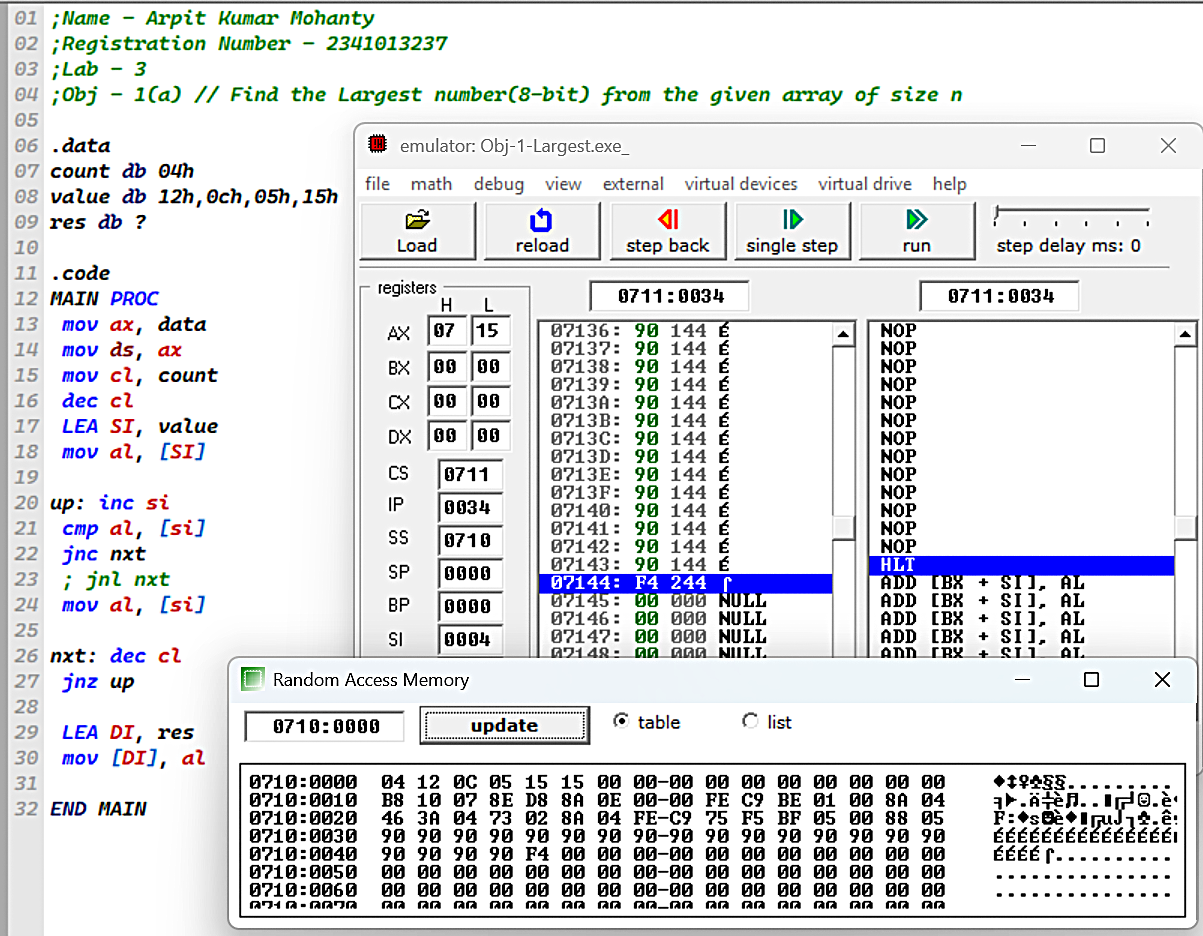 01 ;Name - Arpit Kumar Mohanty
02 ;Registration Number - 2341013237
03 ;Lab - 3
04 ;Obj - 1(a) // Find the Largest number(8-bit) from the given array of size n
05
06 .data
07 count db 04h
08 value db 12h,0ch,05h,15h
09 res db ?
10
11 .code
12 MAIN PROC
13 mov ax, data
14 mov ds, ax
15 mov cl, count
16 dec cl
17 LEA SI, value
18 mov al, [SI]
19
20 up: inc si
21 cmp al, [si]
22 jnc nxt
23 ; jnl nxt
24 mov al, [si]
25
26 nxt: dec cl
27 jnz up
28
29 LEA DI, res
30 mov [DI], al
31
32 END MAIN
emulator: Obj-1-Largest.exe_
file math debug view external virtual devices virtual drive help
Load reload step back single step run step delay ms: 0
registers
H L
AX 07 15
BX 00 00
CX 00 00
DX 00 00
CS 0711
IP 0034
SS 0710
SP 0000
BP 0000
SI 0004
0711:0034 0711:0034
07136: 90 144 É
07137: 90 144 É
07138: 90 144 É
07139: 90 144 É
0713A: 90 144 É
0713B: 90 144 É
0713C: 90 144 É
0713D: 90 144 É
0713E: 90 144 É
0713F: 90 144 É
07140: 90 144 É
07141: 90 144 É
07142: 90 144 É
07143: 90 144 É
07144: F4 244 ⌠
07145: 00 000 NULL
07146: 00 000 NULL
07147: 00 000 NULL
07148: 00 000 NULL
NOP
NOP
NOP
NOP
NOP
NOP
NOP
NOP
NOP
NOP
NOP
NOP
NOP
HLT
ADD [BX + SI], AL
ADD [BX + SI], AL
ADD [BX + SI], AL
ADD [BX + SI], AL
ADD [BX + SI], AL
Random Access Memory
0710:0000 update table list
0710:0000 04 12 0C 05 15 15 00 00-00 00 00 00 00 00 00 00
0710:0010 B8 10 07 8E D8 8A 0E 00-00 FE C9 BE 01 00 8A 04
0710:0020 46 3A 04 73 02 8A 04 FE-C9 75 F5 BF 05 00 88 05
0710:0030 90 90 90 90 90 90 90 90-90 90 90 90 90 90 90 90
0710:0040 90 90 90 90 F4 00 00 00-00 00 00 00 00 00 00 00
0710:0050 00 00 00 00 00 00 00 00-00 00 00 00 00 00 00 00
0710:0060 00 00 00 00 00 00 00 00-00 00 00 00 00 00 00 00
0710:0070 00 00 00 00 00 00 00 00-00 00 00 00 00 00 00 00